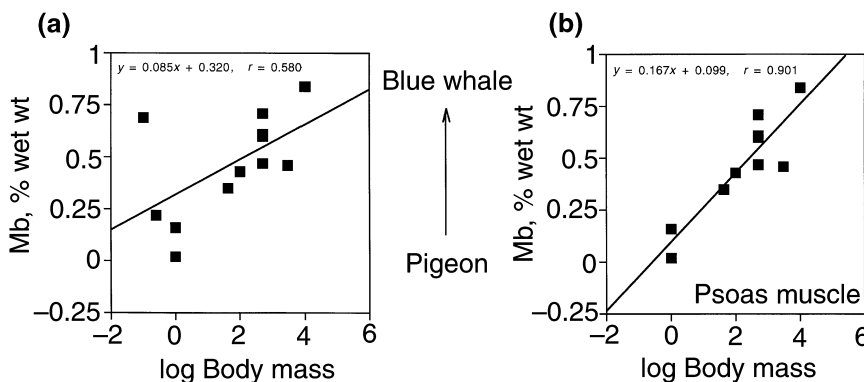 (a)
y = 0.085x + 0.320, r = 0.580
Mb, % wet wt
1
0.75
0.5
0.25
0
−0.25
−2 0 2 4 6
log Body mass
Blue whale
Pigeon
(b)
y = 0.167x + 0.099, r = 0.901
Mb, % wet wt
1
0.75
0.5
0.25
0
−0.25
Psoas muscle
−2 0 2 4 6
log Body mass